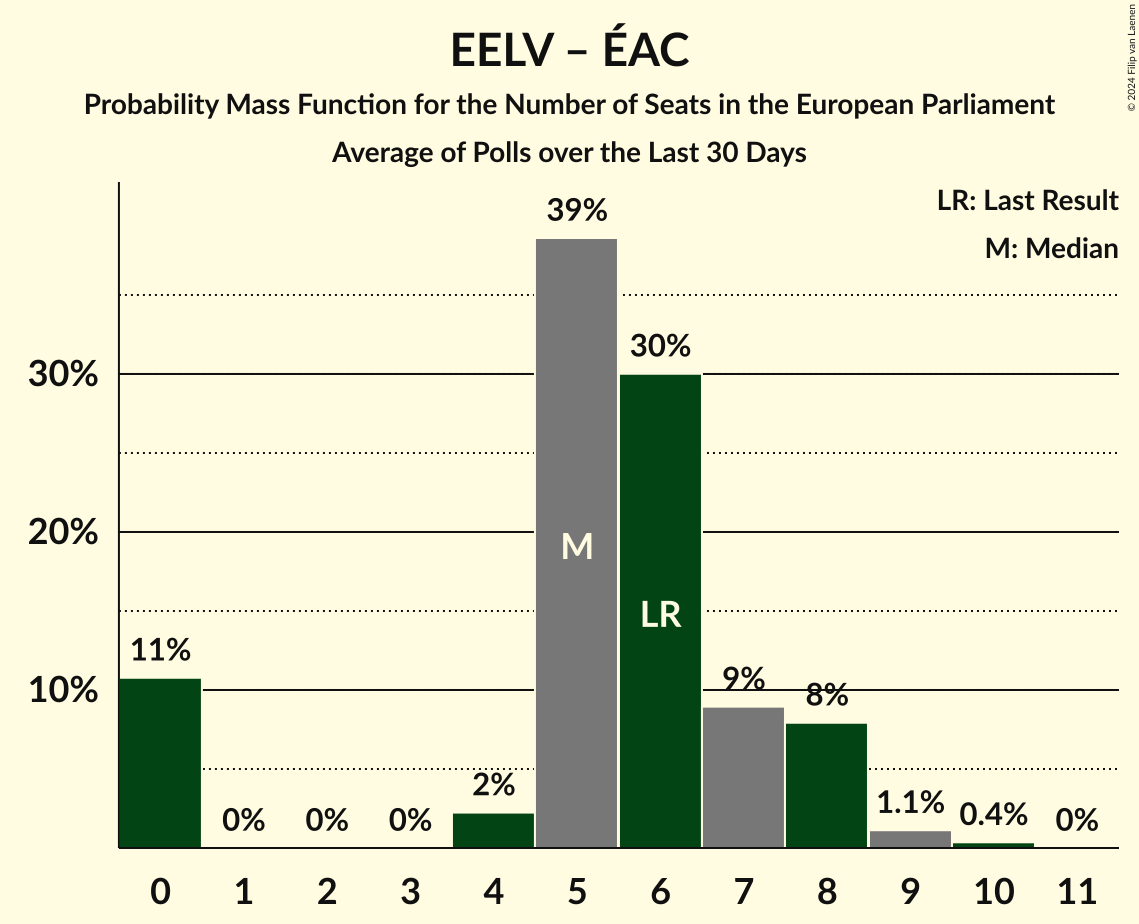 EELV – ÉAC
Probability Mass Function for the Number of Seats in the European Parliament
Average of Polls over the Last 30 Days
© 2024 Filip van Laenen
LR: Last Result
M: Median
30%
20%
10%
11%
0%
0%
0%
2%
39%
30%
9%
8%
1.1%
0.4%
0%
M
LR
0 1 2 3 4 5 6 7 8 9 10 11